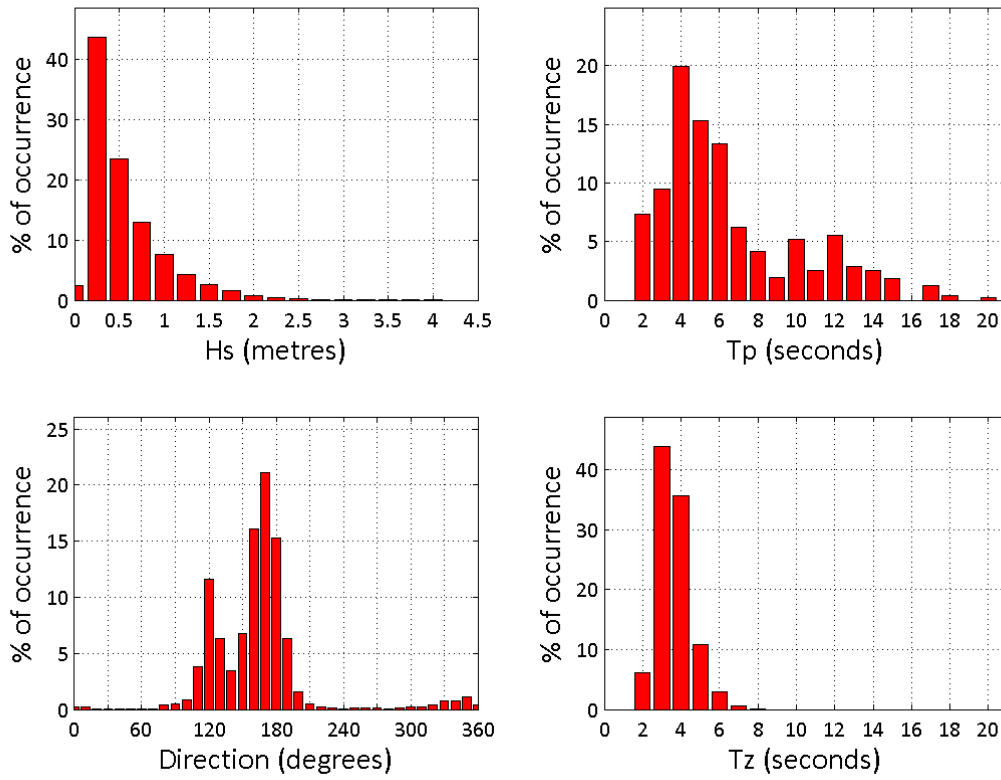 % of occurrence
40
30
20
10
0
0 0.5 1 1.5 2 2.5 3 3.5 4 4.5
Hs (metres)
% of occurrence
20
15
10
5
0
0 2 4 6 8 10 12 14 16 18 20
Tp (seconds)
% of occurrence
25
20
15
10
5
0
0 60 120 180 240 300 360
Direction (degrees)
% of occurrence
40
30
20
10
0
0 2 4 6 8 10 12 14 16 18 20
Tz (seconds)